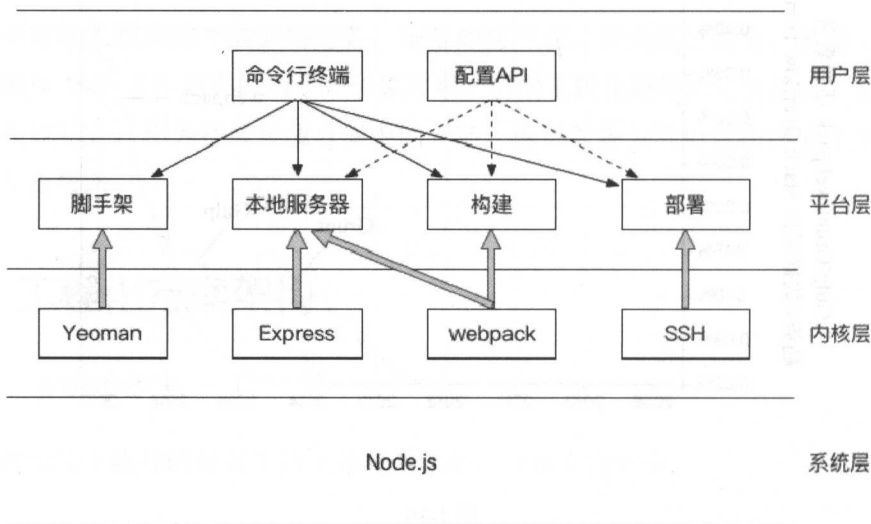 命令行终端 配置API 用户层
脚手架 本地服务器 构建 部署 平台层
Yeoman Express webpack SSH 内核层
Node.js 系统层